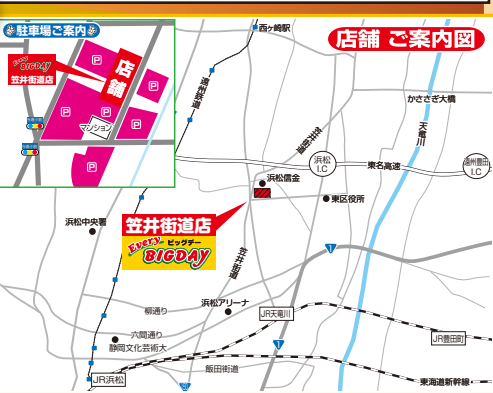 駐車場ご案内
Every
BIGDAY
笠井街道店
店舗
P
P
P
P
P
マンション
店舗 ご案内図
西ヶ崎駅
遠州鉄道
笠井街道
かささぎ大橋
天竜川
浜松
I.C
東名高速
遠州豊田
I.C
浜松信金
東区役所
浜松中央署
笠井街道店
Every
ビッグデー
BIGDAY
笠井街道
1
柳通り
浜松アリーナ
JR天竜川
六間通り
静岡文化芸術大
1
JR豊田町
飯田街道
JR浜松
東海道新幹線